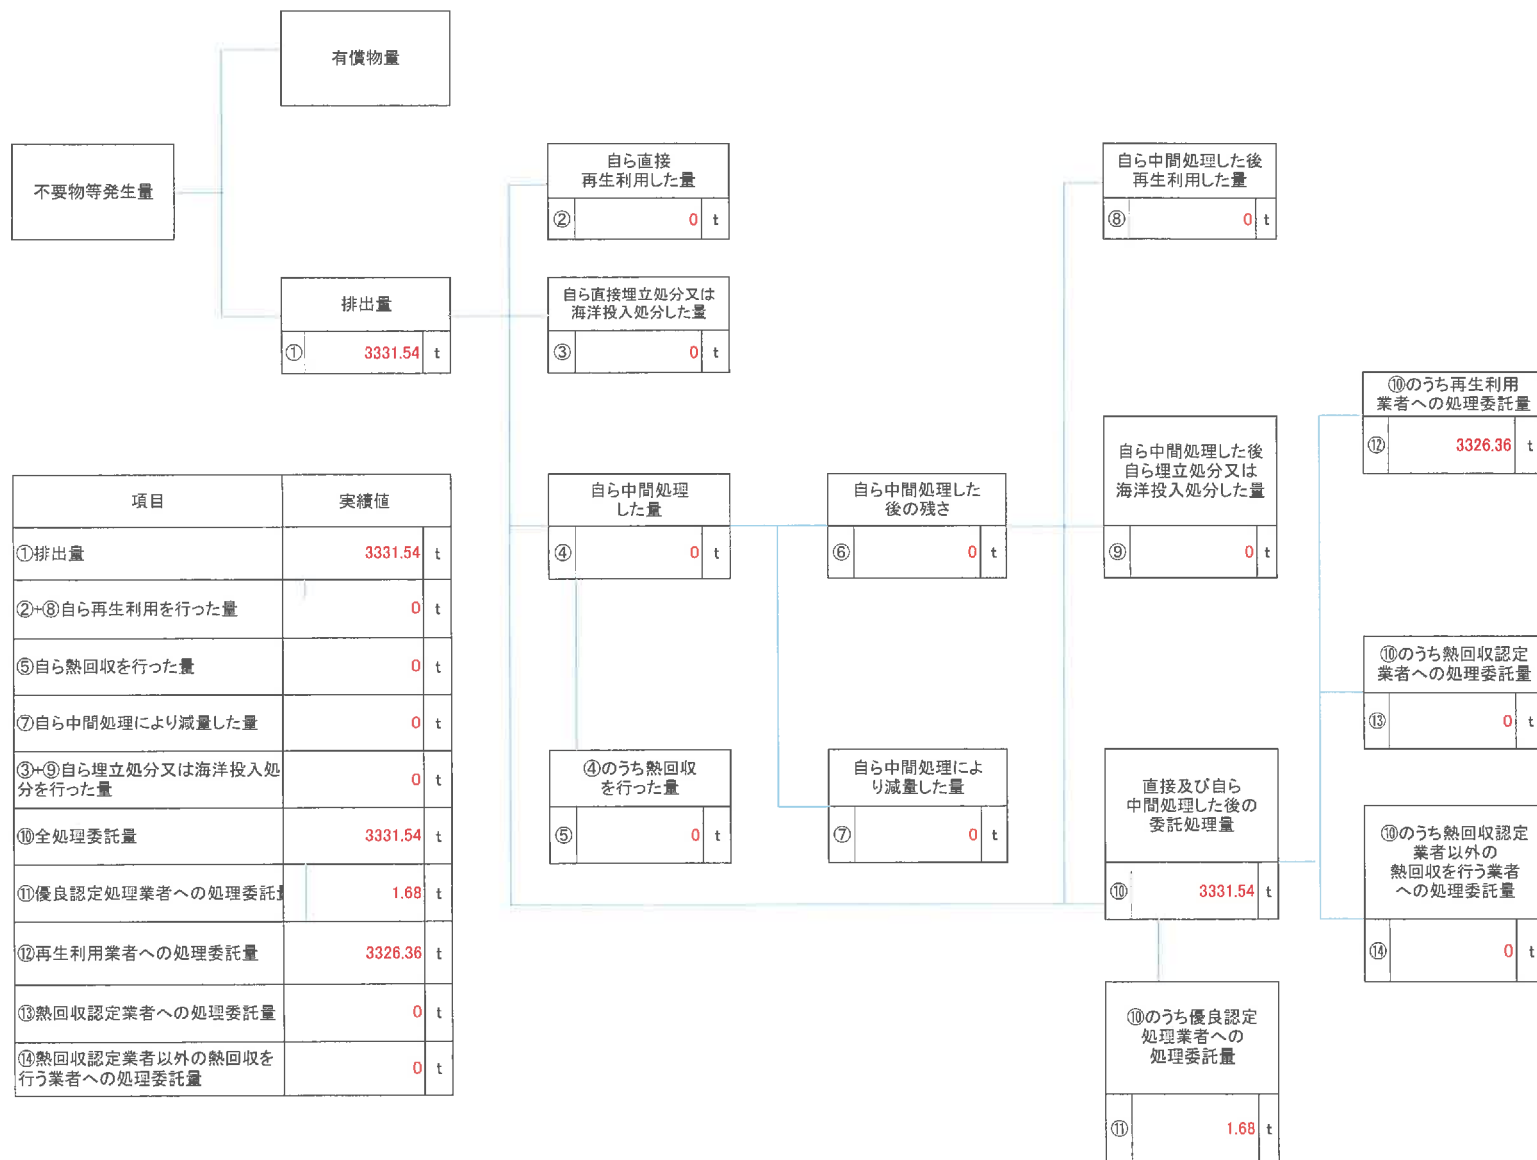 有償物量
不要物等発生量
排出量
① 3331.54 t
自ら直接
再生利用した量
② 0 t
自ら直接埋立処分又は
海洋投入処分した量
③ 0 t
自ら中間処理
した量
④ 0 t
④のうち熱回収
を行った量
⑤ 0 t
自ら中間処理した
後の残さ
⑥ 0 t
自ら中間処理によ
り減量した量
⑦ 0 t
自ら中間処理した後
再生利用した量
⑧ 0 t
自ら中間処理した後
自ら埋立処分又は
海洋投入処分した量
⑨ 0 t
直接及び自ら
中間処理した後の
委託処理量
⑩ 3331.54 t
⑩のうち優良認定
処理業者への
処理委託量
⑪ 1.68 t
⑩のうち再生利用
業者への処理委託量
⑫ 3326.36 t
⑩のうち熱回収認定
業者への処理委託量
⑬ 0 t
⑩のうち熱回収認定
業者以外の
熱回収を行う業者
への処理委託量
⑭ 0 t
項目 実績値
①排出量 3331.54 t
②+⑧自ら再生利用を行った量 0 t
⑤自ら熱回収を行った量 0 t
⑦自ら中間処理により減量した量 0 t
③+⑨自ら埋立処分又は海洋投入処
分を行った量 0 t
⑩全処理委託量 3331.54 t
⑪優良認定処理業者への処理委託量 1.68 t
⑫再生利用業者への処理委託量 3326.36 t
⑬熱回収認定業者への処理委託量 0 t
⑭熱回収認定業者以外の熱回収を
行う業者への処理委託量 0 t